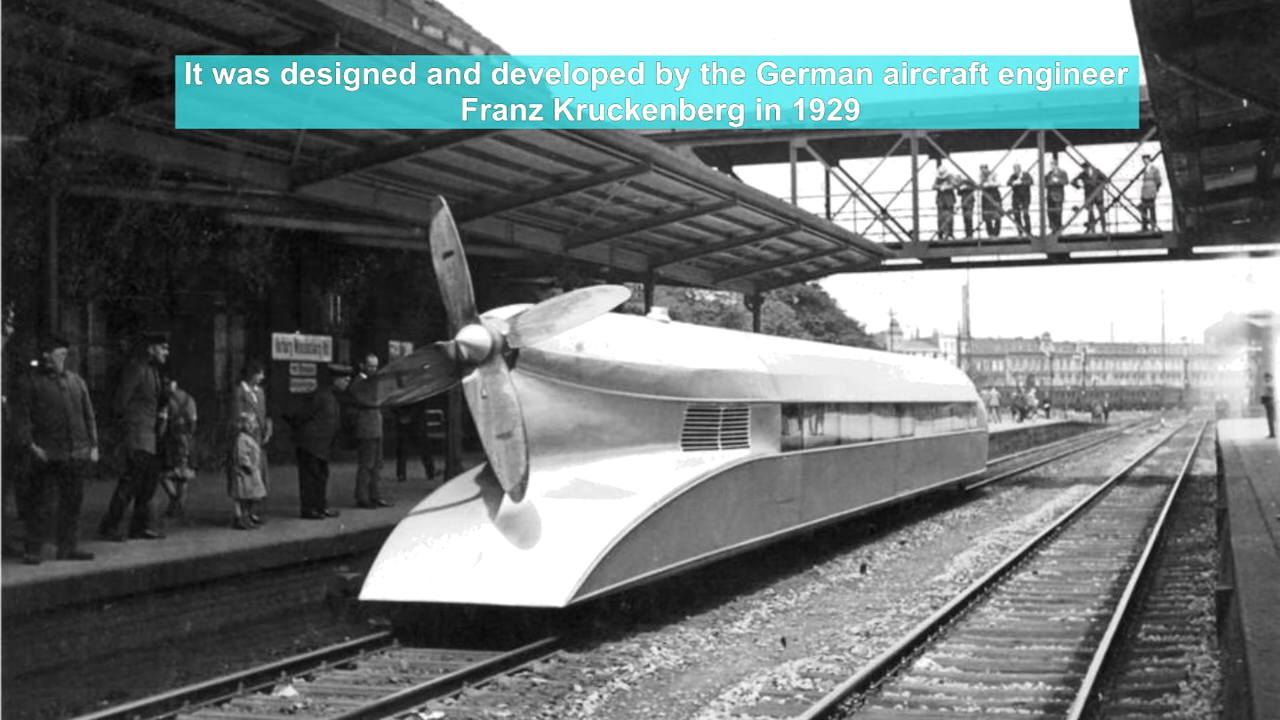 It was designed and developed by the German aircraft engineer
Franz Kruckenberg in 1929